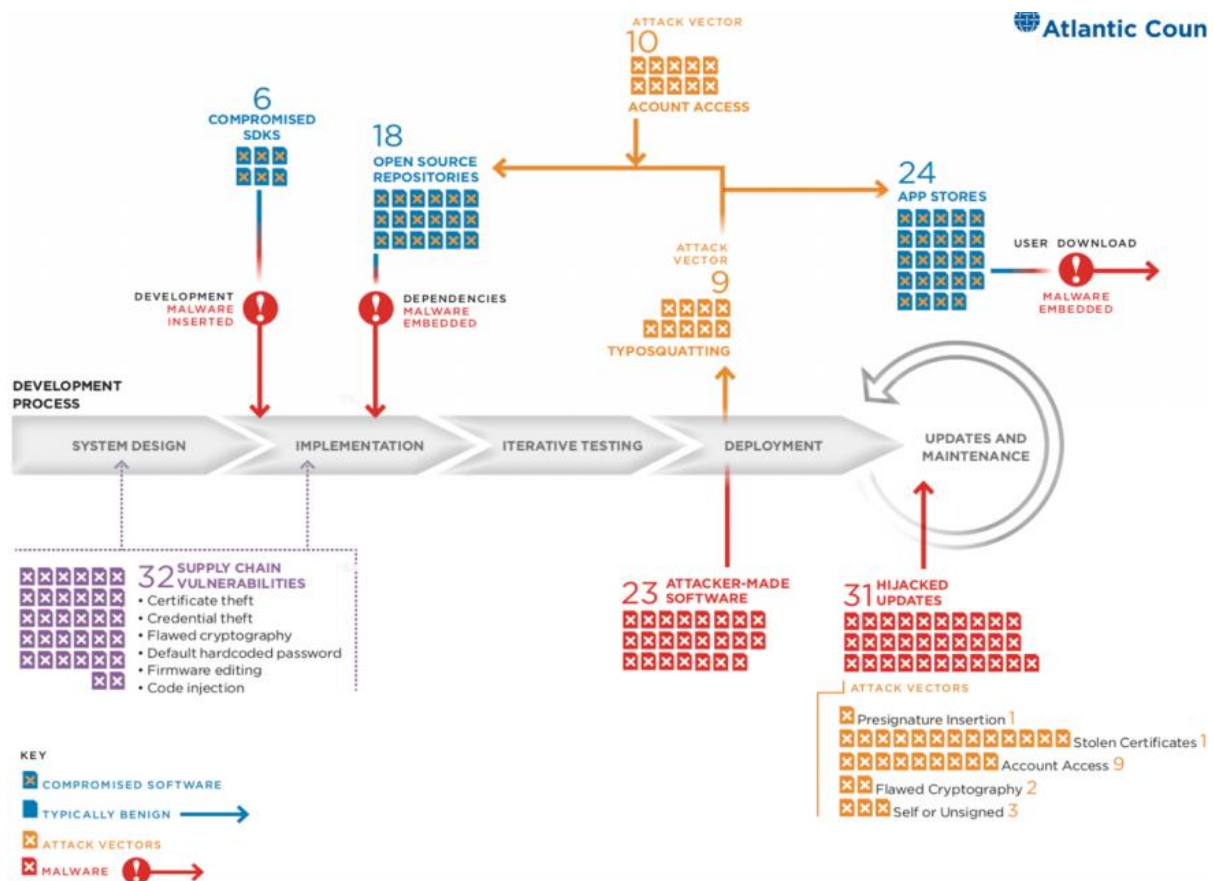 Atlantic Coun
ATTACK VECTOR
10
ACOUNT ACCESS
6
COMPROMISED
SDKS
18
OPEN SOURCE
REPOSITORIES
24
APP STORES
USER DOWNLOAD
MALWARE
EMBEDDED
ATTACK
VECTOR
9
TYPOSQUATTING
DEVELOPMENT
MALWARE
INSERTED
DEPENDENCIES
MALWARE
EMBEDDED
DEVELOPMENT
PROCESS
SYSTEM DESIGN
IMPLEMENTATION
ITERATIVE TESTING
DEPLOYMENT
UPDATES AND
MAINTENANCE
32 SUPPLY CHAIN
VULNERABILITIES
• Certificate theft
• Credential theft
• Flawed cryptography
• Default hardcoded password
• Firmware editing
• Code injection
23 ATTACKER-MADE
SOFTWARE
31 HIJACKED
UPDATES
ATTACK VECTORS
Presignature Insertion 1
Stolen Certificates 1
Account Access 9
Flawed Cryptography 2
Self or Unsigned 3
KEY
COMPROMISED SOFTWARE
TYPICALLY BENIGN
ATTACK VECTORS
MALWARE